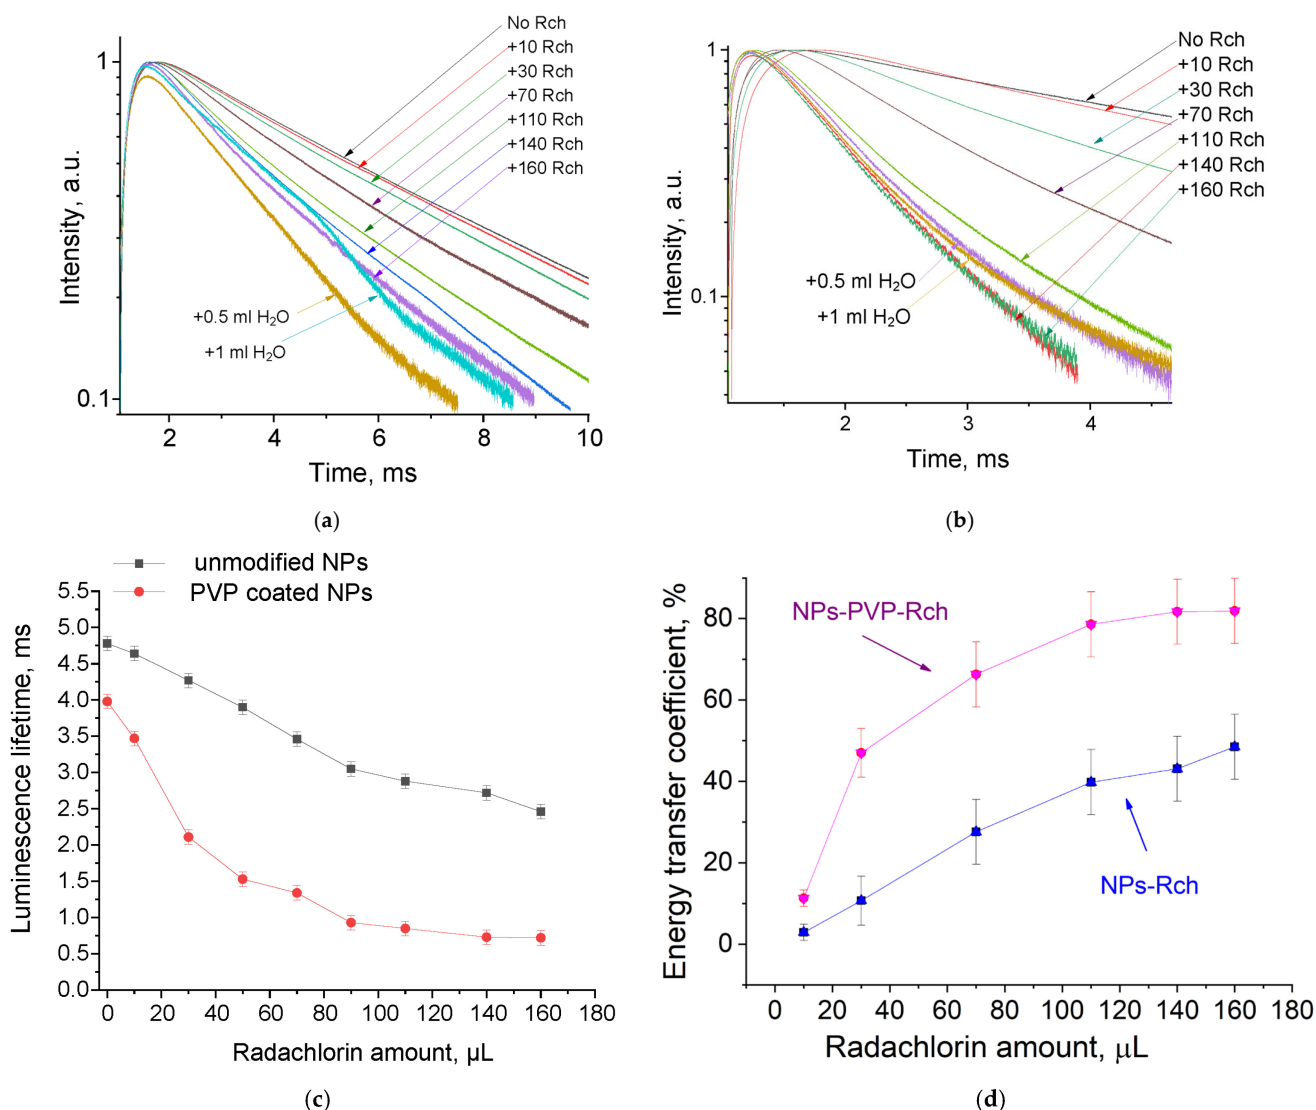 No Rch
+10 Rch
+30 Rch
+70 Rch
+110 Rch
+140 Rch
+160 Rch
+0.5 ml H₂O
+1 ml H₂O
Intensity, a.u.
1
0.1
2 4 6 8 10
Time, ms
(a)
No Rch
+10 Rch
+30 Rch
+70 Rch
+110 Rch
+140 Rch
+160 Rch
+0.5 ml H₂O
+1 ml H₂O
Intensity, a.u.
1
0.1
2 3 4
Time, ms
(b)
unmodified NPs
PVP coated NPs
Luminescence lifetime, ms
5.5
5.0
4.5
4.0
3.5
3.0
2.5
2.0
1.5
1.0
0.5
0.0
0 20 40 60 80 100 120 140 160 180
Radachlorin amount, µL
(c)
NPs-PVP-Rch
NPs-Rch
Energy transfer coefficient, %
80
60
40
20
0
0 20 40 60 80 100 120 140 160 180
Radachlorin amount, μL
(d)